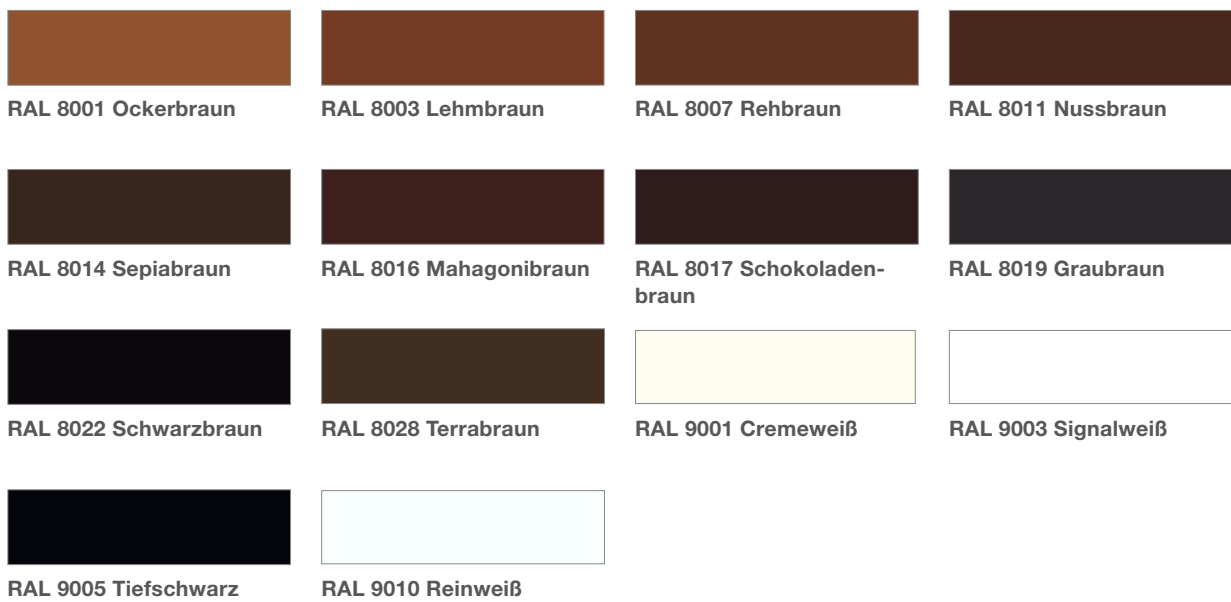 RAL 8001 Ockerbraun
RAL 8003 Lehmbraun
RAL 8007 Rehbraun
RAL 8011 Nussbraun
RAL 8014 Sepiabraun
RAL 8016 Mahagonibraun
RAL 8017 Schokoladen-
braun
RAL 8019 Graubraun
RAL 8022 Schwarzbraun
RAL 8028 Terrabraun
RAL 9001 Cremeweiß
RAL 9003 Signalweiß
RAL 9005 Tiefschwarz
RAL 9010 Reinweiß